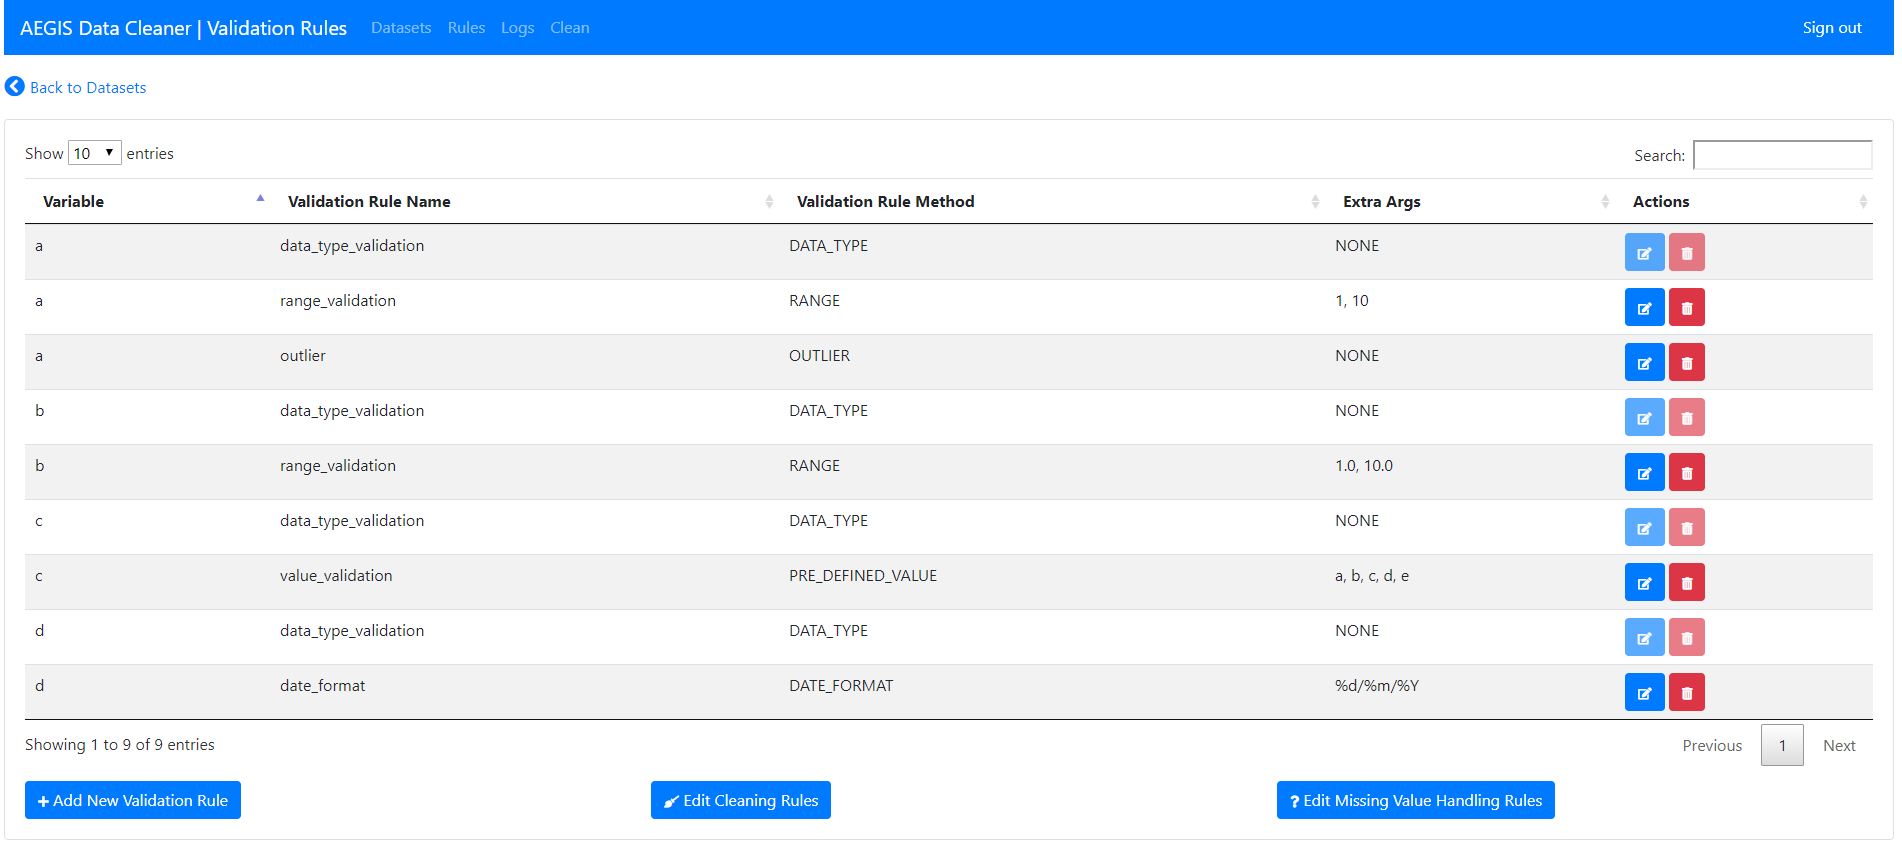 AEGIS Data Cleaner | Validation Rules Datasets Rules Logs Clean Sign out
Back to Datasets
Show 10 entries Search:
Variable Validation Rule Name Validation Rule Method Extra Args Actions
a data_type_validation DATA_TYPE NONE
a range_validation RANGE 1, 10
a outlier OUTLIER NONE
b data_type_validation DATA_TYPE NONE
b range_validation RANGE 1.0, 10.0
c data_type_validation DATA_TYPE NONE
c value_validation PRE_DEFINED_VALUE a, b, c, d, e
d data_type_validation DATA_TYPE NONE
d date_format DATE_FORMAT %d/%m/%Y
Showing 1 to 9 of 9 entries Previous 1 Next
Add New Validation Rule Edit Cleaning Rules Edit Missing Value Handling Rules